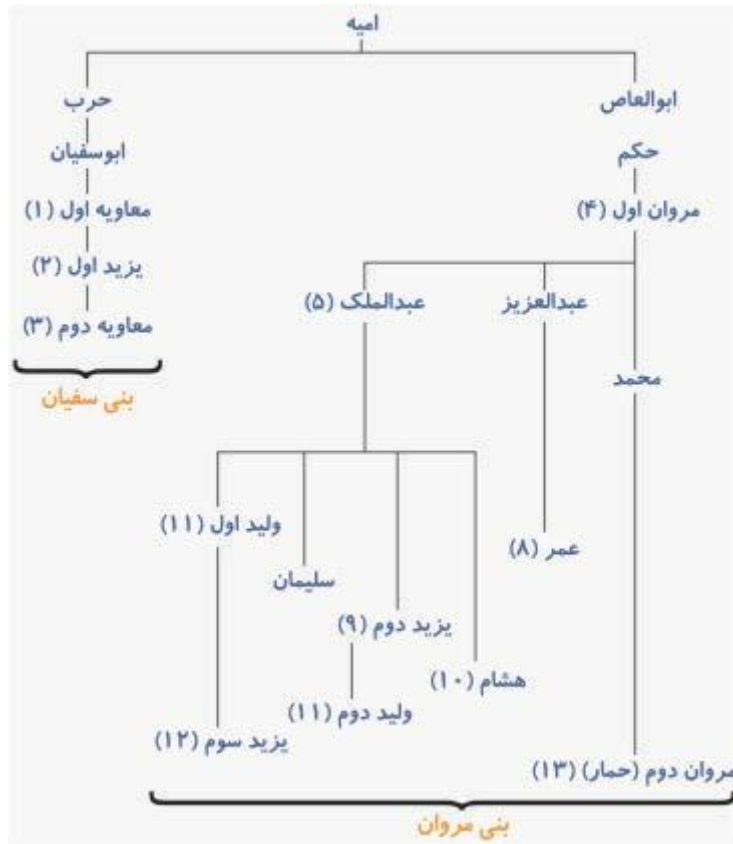 امیه
ابوالعاص
حرب
حکم
ابوسفیان
مروان اول (۴)
معاویه اول (۱)
یزید اول (۲)
عبدالعزیز
عبدالملک (۵)
معاویه دوم (۳)
محمد
بنی سفیان
ولید اول (۱۱)
عمر (۸)
سلیمان
یزید دوم (۹)
هشام (۱۰)
ولید دوم (۱۱)
یزید سوم (۱۲)
مروان دوم (حمار) (۱۳)
بنی مروان